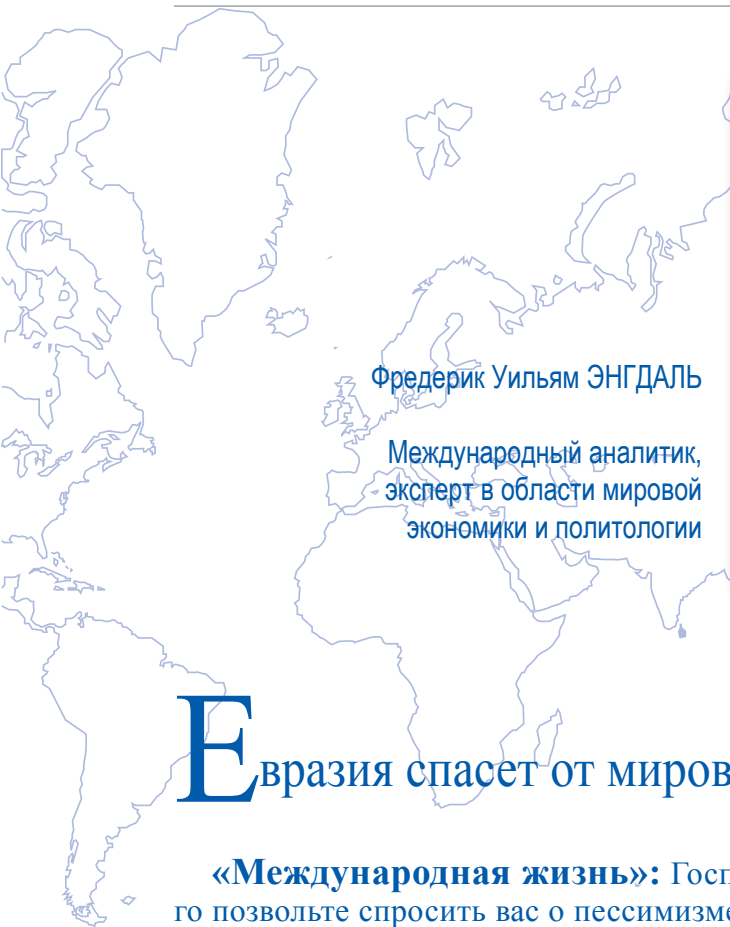 Фредерик Уильям ЭНГДАЛЬ
Международный аналитик,
эксперт в области мировой
экономики и политологии
Евразия спасет от миров
«Международная жизнь»: Госп
го позвольте спросить вас о пессимизме